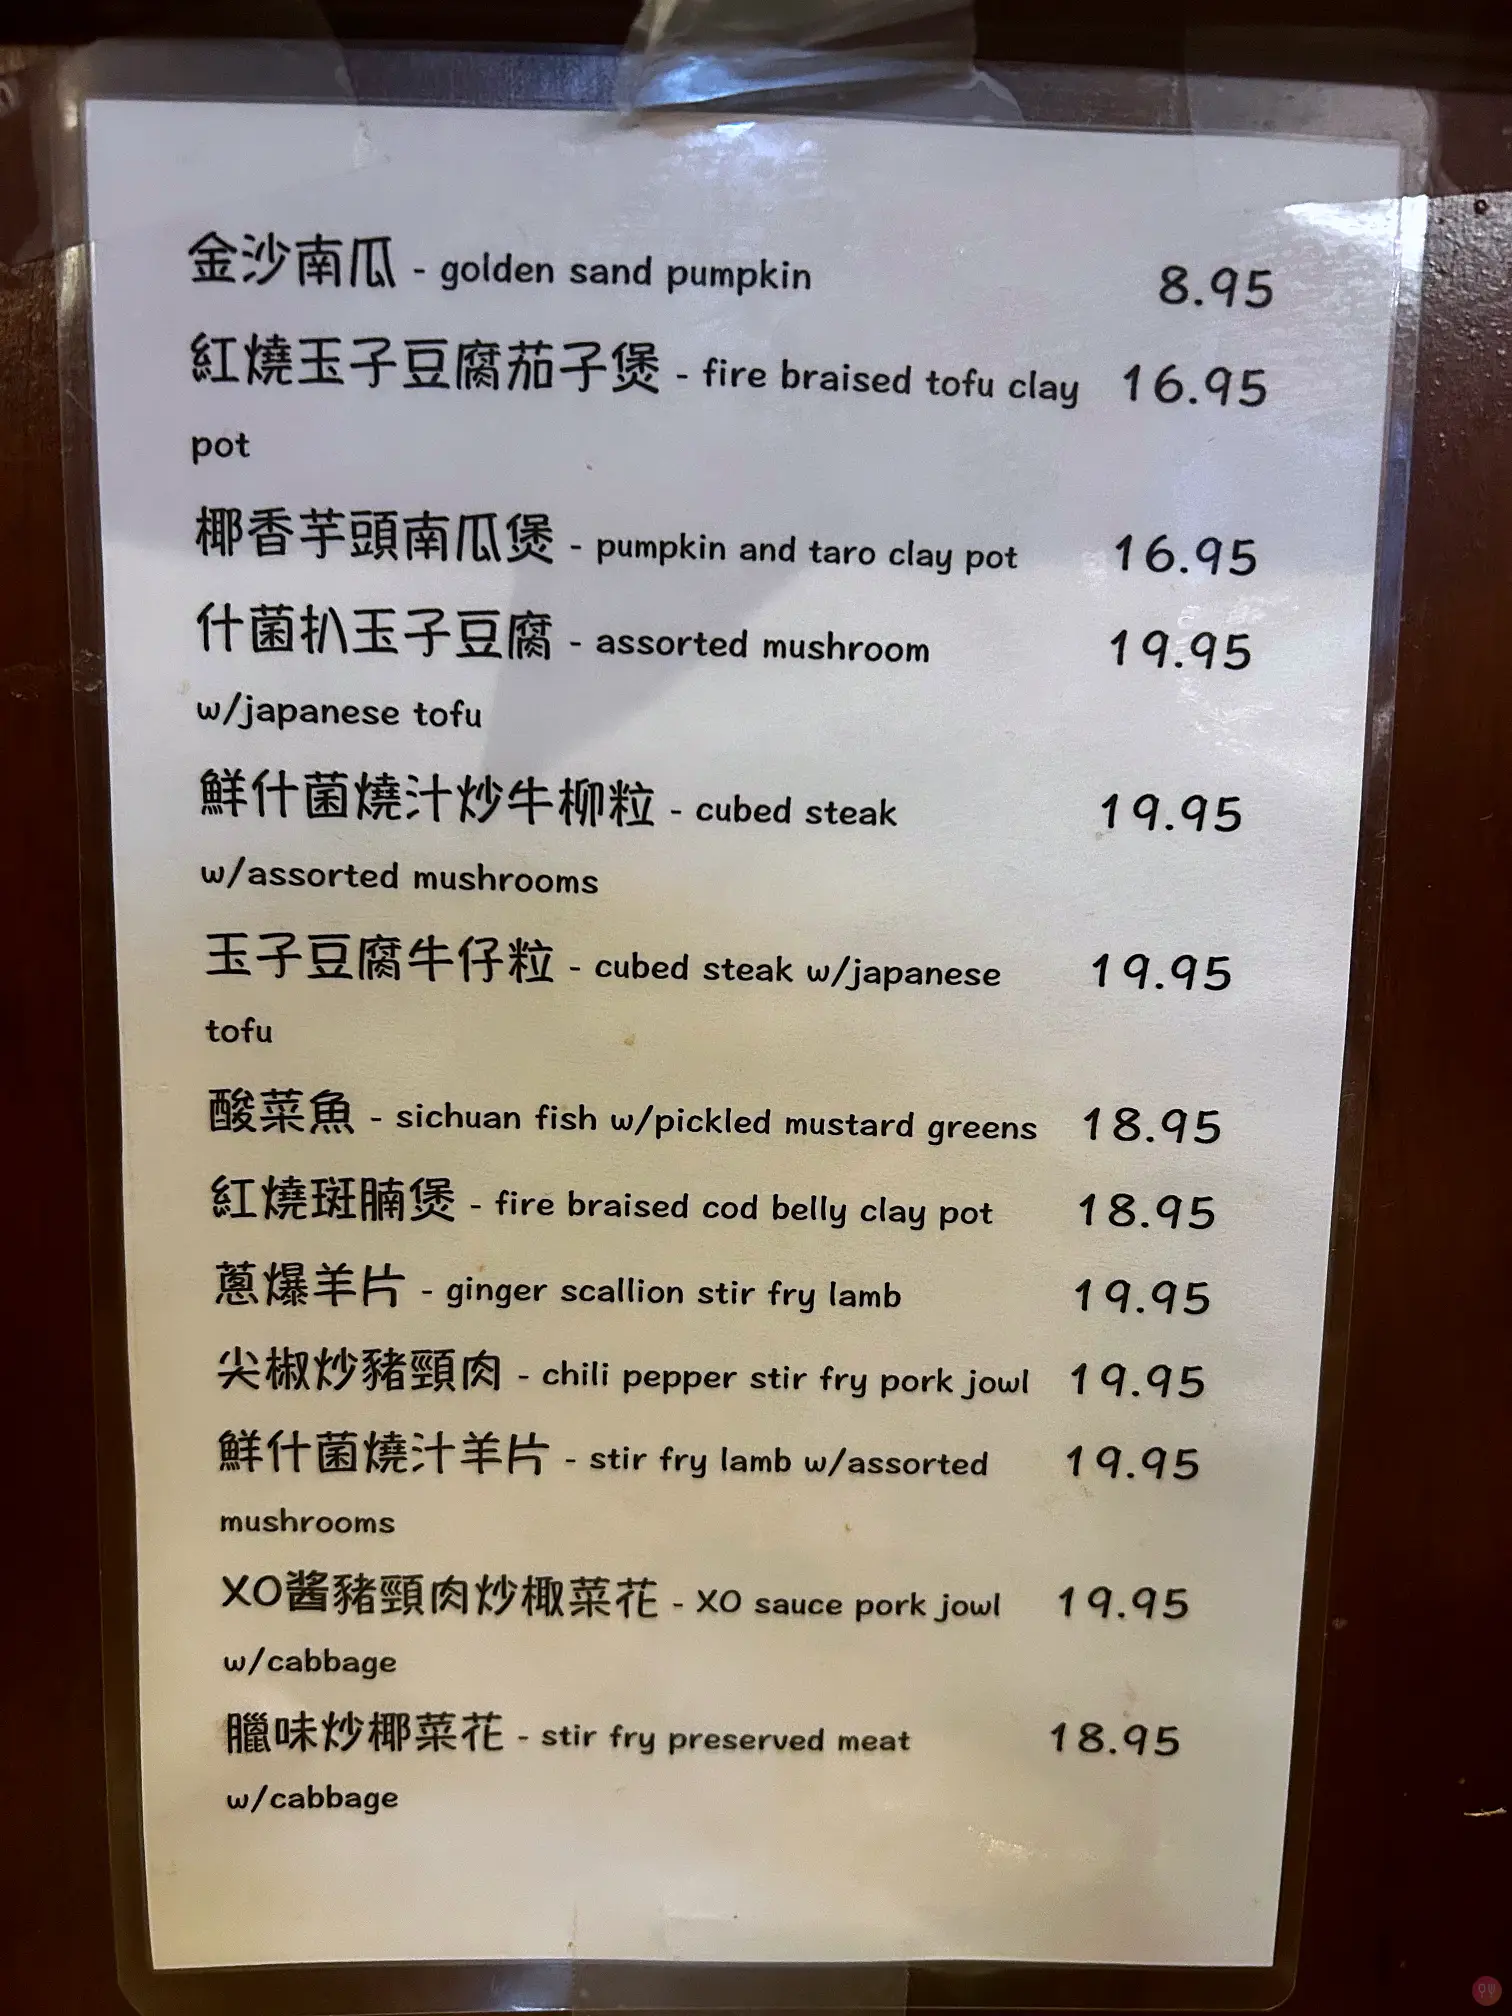 金沙南瓜 - golden sand pumpkin 8.95
紅燒玉子豆腐茄子煲 - fire braised tofu clay 16.95
pot
椰香芋頭南瓜煲 - pumpkin and taro clay pot 16.95
什菌扒玉子豆腐 - assorted mushroom 19.95
w/japanese tofu
鮮什菌燒汁炒牛柳粒 - cubed steak 19.95
w/assorted mushrooms
玉子豆腐牛仔粒 - cubed steak w/japanese 19.95
tofu
酸菜魚 - sichuan fish w/pickled mustard greens 18.95
紅燒斑腩煲 - fire braised cod belly clay pot 18.95
蔥爆羊片 - ginger scallion stir fry lamb 19.95
尖椒炒豬頸肉 - chili pepper stir fry pork jowl 19.95
鮮什菌燒汁羊片 - stir fry lamb w/assorted 19.95
mushrooms
XO酱豬頸肉炒椰菜花 - XO sauce pork jowl 19.95
w/cabbage
臘味炒椰菜花 - stir fry preserved meat 18.95
w/cabbage